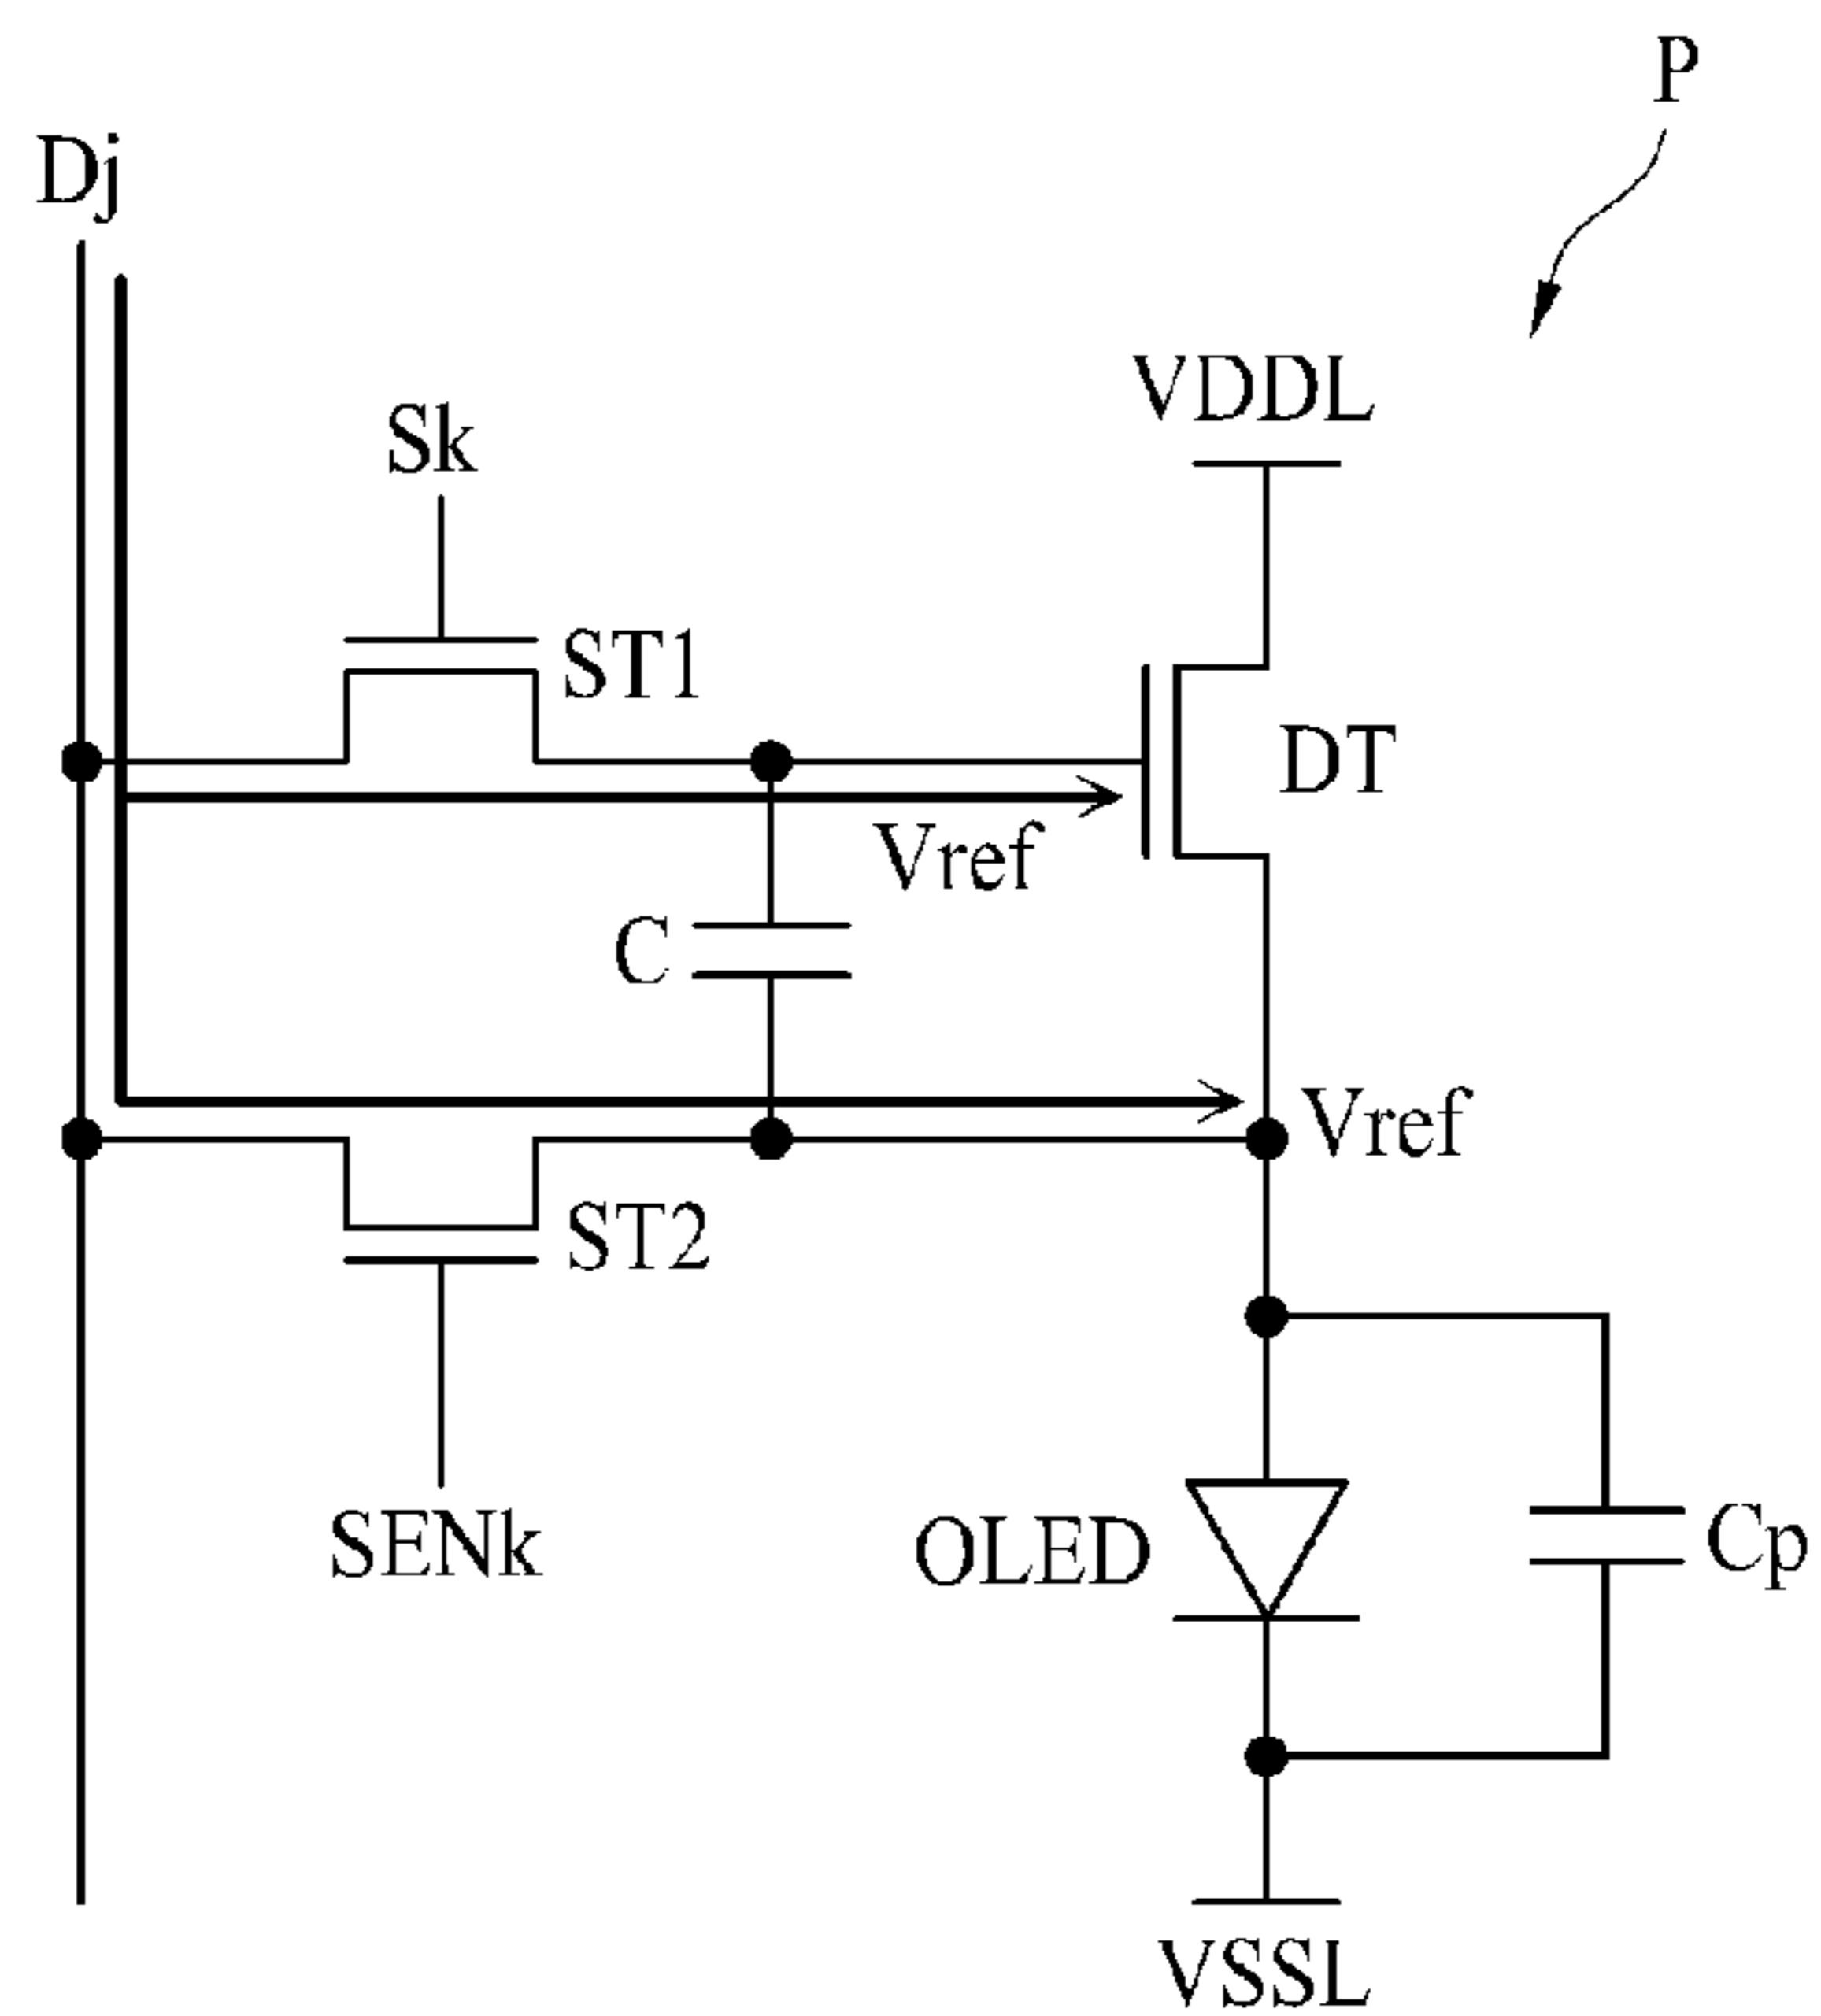 P
Dj
VDDL
Sk
ST1
DT
Vref
C
Vref
ST2
SENk
OLED
Cp
VSSL